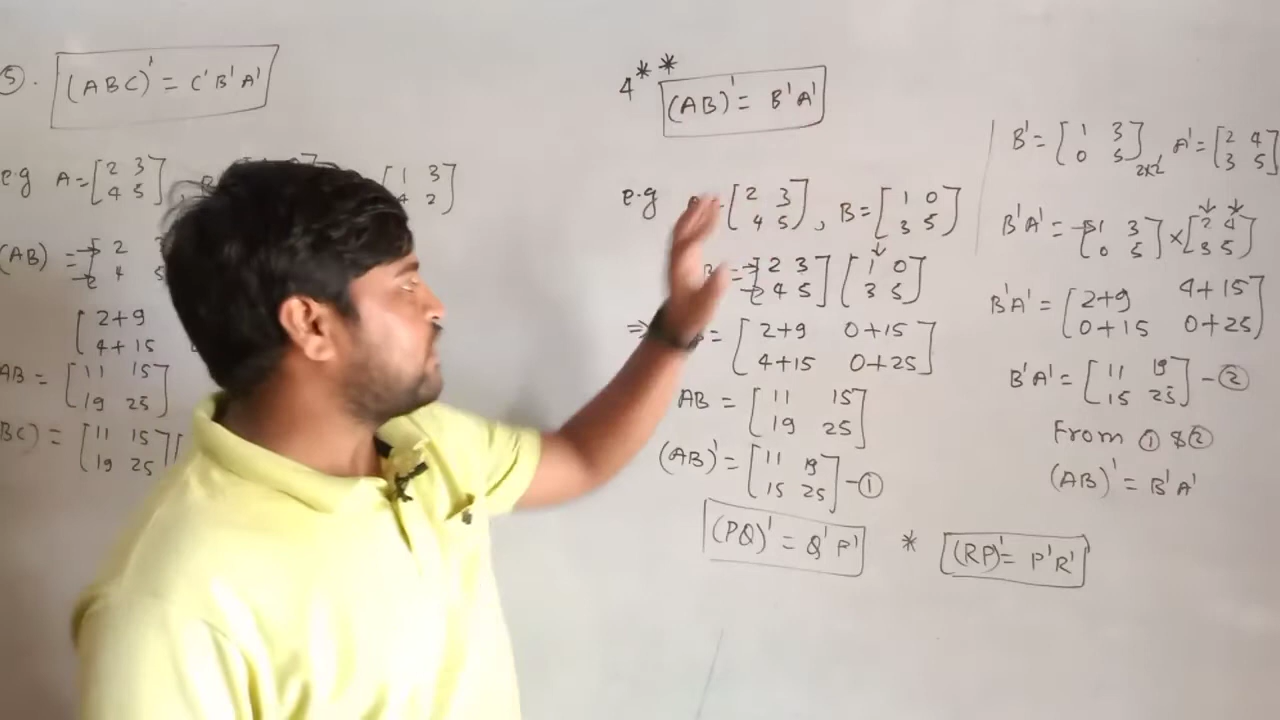 5. (ABC)' = C'B'A'
e.g A = [2 3
4 5],
[1 3
4 2]
(AB) = [2
4
[2+9
4+15
AB = [11 15
19 25]
BC) = [11 15
19 25] [
4** (AB)' = B'A'
e.g = [2 3
4 5], B = [1 0
3 5]
= [2 3
4 5] [1 0
3 5]
⇒ = [2+9 0+15
4+15 0+25]
AB = [11 15
19 25]
(AB)' = [11 19
15 25] - ①
(PQ)' = Q'P' * (RP)' = P'R'
B' = [1 3
0 5]2x2 A' = [2 4
3 5]
B'A' = [1 3
0 5] × [2 4
3 5]
B'A' = [2+9 4+15
0+15 0+25]
B'A' = [11 19
15 25] - ②
From ① & ②
(AB)' = B'A'